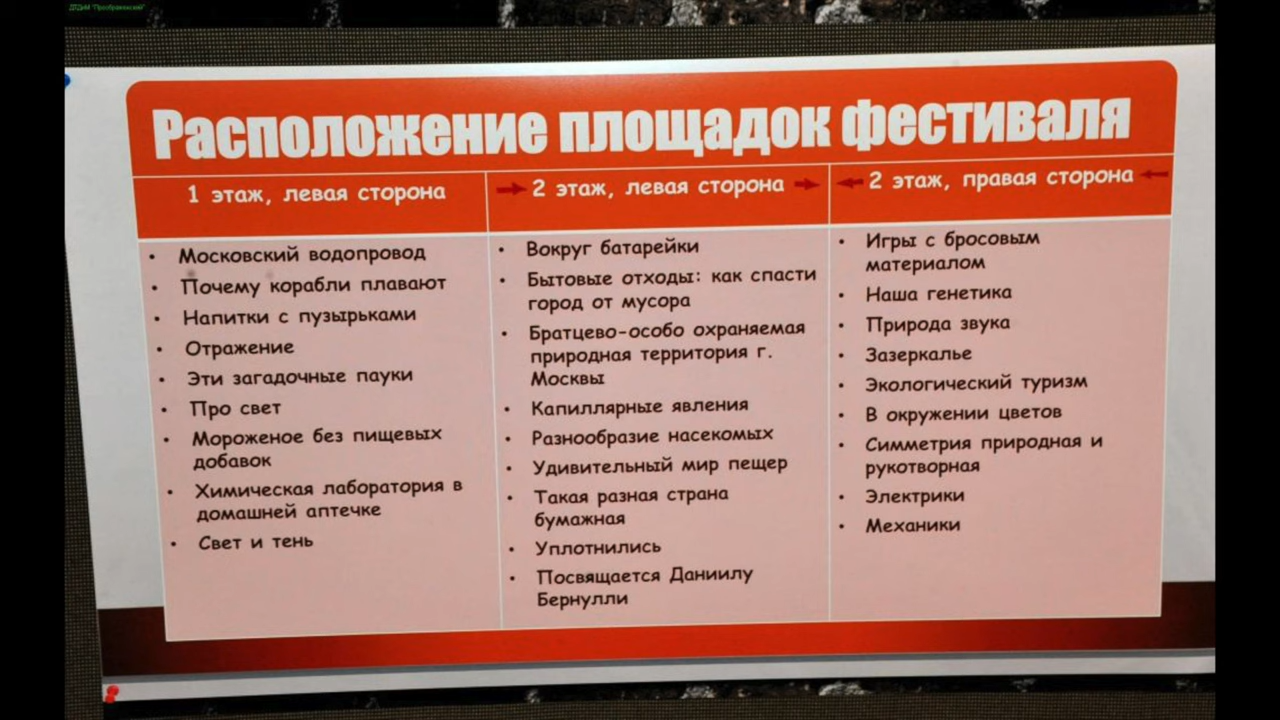 ДТДиМ "Преображенский"
Расположение площадок фестиваля
1 этаж, левая сторона
• Московский водопровод
• Почему корабли плавают
• Напитки с пузырьками
• Отражение
• Эти загадочные пауки
• Про свет
• Мороженое без пищевых
добавок
• Химическая лаборатория в
домашней аптечке
• Свет и тень
2 этаж, левая сторона
• Вокруг батарейки
• Бытовые отходы: как спасти
город от мусора
• Братцево-особо охраняемая
природная территория г.
Москвы
• Капиллярные явления
• Разнообразие насекомых
• Удивительный мир пещер
• Такая разная страна
бумажная
• Уплотнились
• Посвящается Даниилу
Бернулли
2 этаж, правая сторона
• Игры с бросовым
материалом
• Наша генетика
• Природа звука
• Зазеркалье
• Экологический туризм
• В окружении цветов
• Симметрия природная и
рукотворная
• Электрики
• Механики